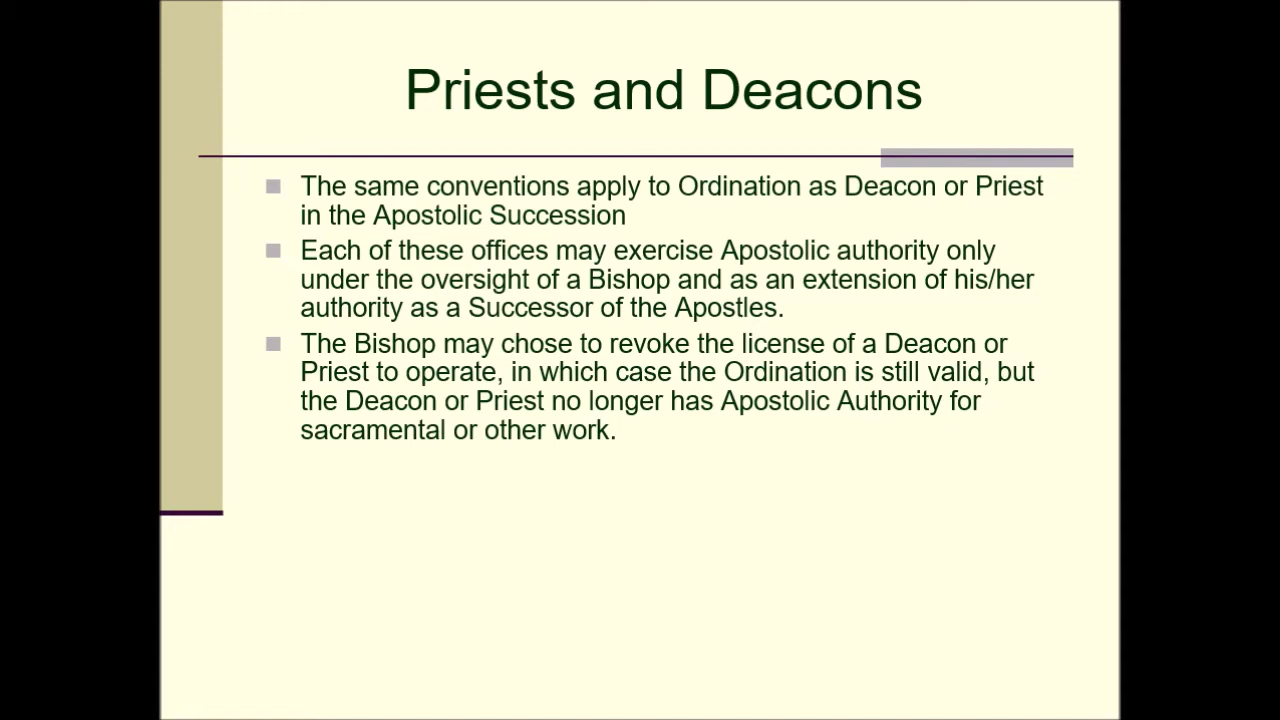 Priests and Deacons
The same conventions apply to Ordination as Deacon or Priest
in the Apostolic Succession
Each of these offices may exercise Apostolic authority only
under the oversight of a Bishop and as an extension of his/her
authority as a Successor of the Apostles.
The Bishop may chose to revoke the license of a Deacon or
Priest to operate, in which case the Ordination is still valid, but
the Deacon or Priest no longer has Apostolic Authority for
sacramental or other work.